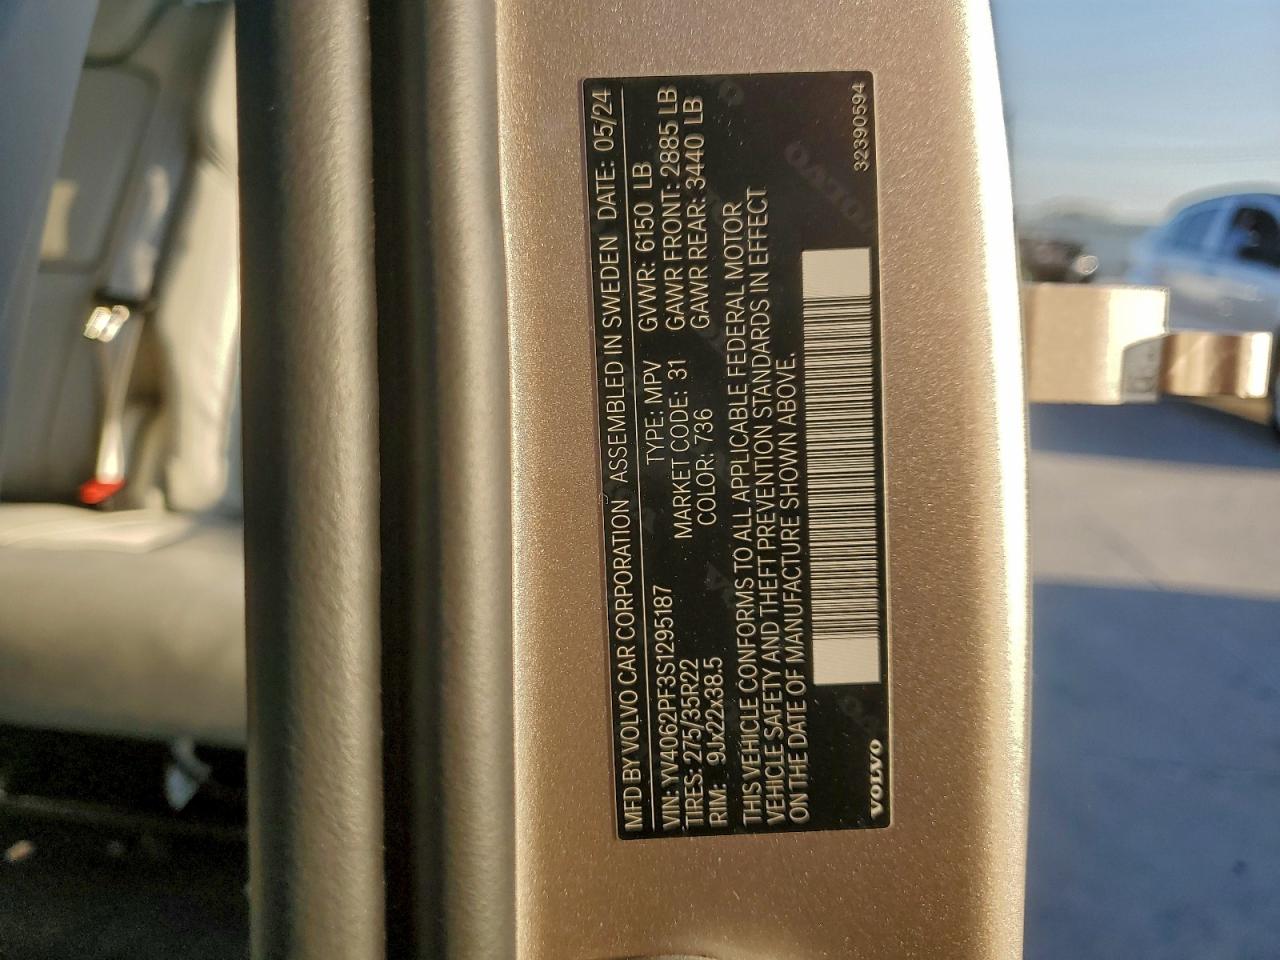 MFD BY VOLVO CAR CORPORATION ASSEMBLED IN SWEDEN DATE: 05/24
VIN: YV4062PF3S1295187 TYPE: MPV GVWR: 6150 LB
TIRES: 275/35R22 MARKET CODE: 31 GAWR FRONT: 2885 LB
RIM: 9Jx22x38.5 COLOR: 736 GAWR REAR: 3440 LB
THIS VEHICLE CONFORMS TO ALL APPLICABLE FEDERAL MOTOR
VEHICLE SAFETY AND THEFT PREVENTION STANDARDS IN EFFECT
ON THE DATE OF MANUFACTURE SHOWN ABOVE.
VOLVO 32390594